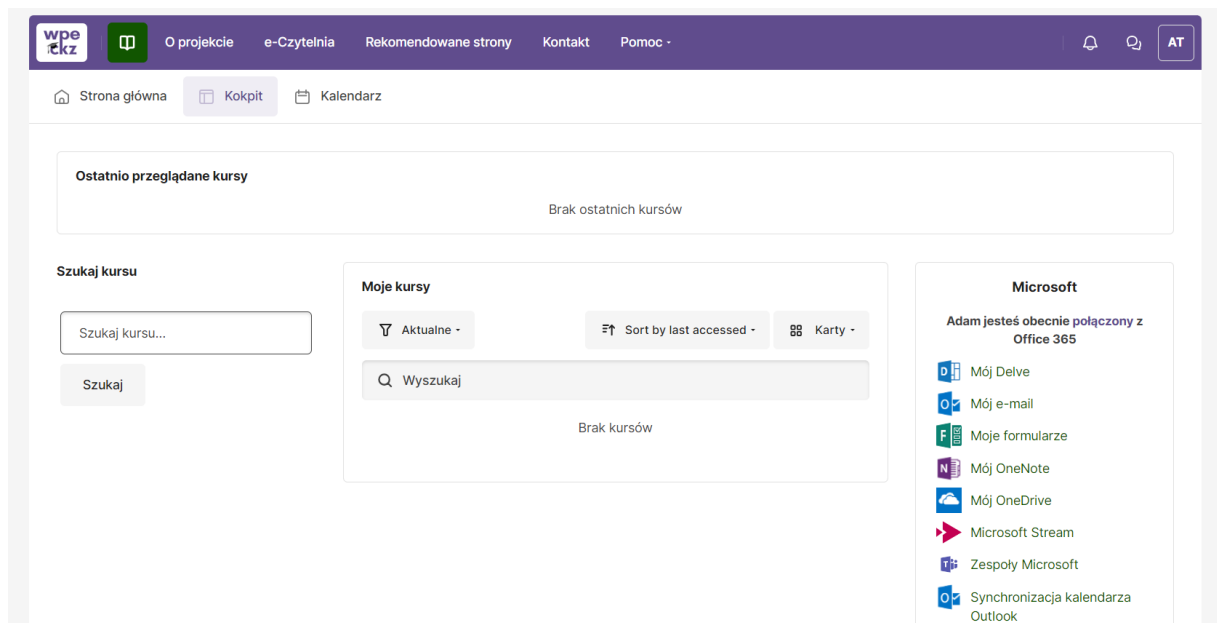 wpe
ckz
O projekcie
e-Czytelnia
Rekomendowane strony
Kontakt
Pomoc
AT
Strona główna
Kokpit
Kalendarz
Ostatnio przeglądane kursy
Brak ostatnich kursów
Szukaj kursu
Szukaj kursu...
Szukaj
Moje kursy
Aktualne
Sort by last accessed
Karty
Wyszukaj
Brak kursów
Microsoft
Adam jesteś obecnie połączony z
Office 365
Mój Delve
Mój e-mail
Moje formularze
Mój OneNote
Mój OneDrive
Microsoft Stream
Zespoły Microsoft
Synchronizacja kalendarza
Outlook